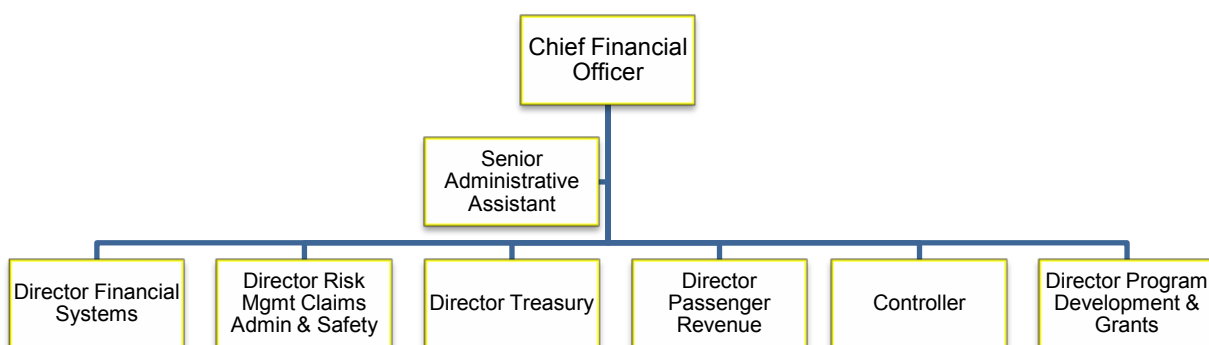 Chief Financial
Officer
Senior
Administrative
Assistant
Director Financial
Systems
Director Risk
Mgmt Claims
Admin & Safety
Director Treasury
Director
Passenger
Revenue
Controller
Director Program
Development &
Grants